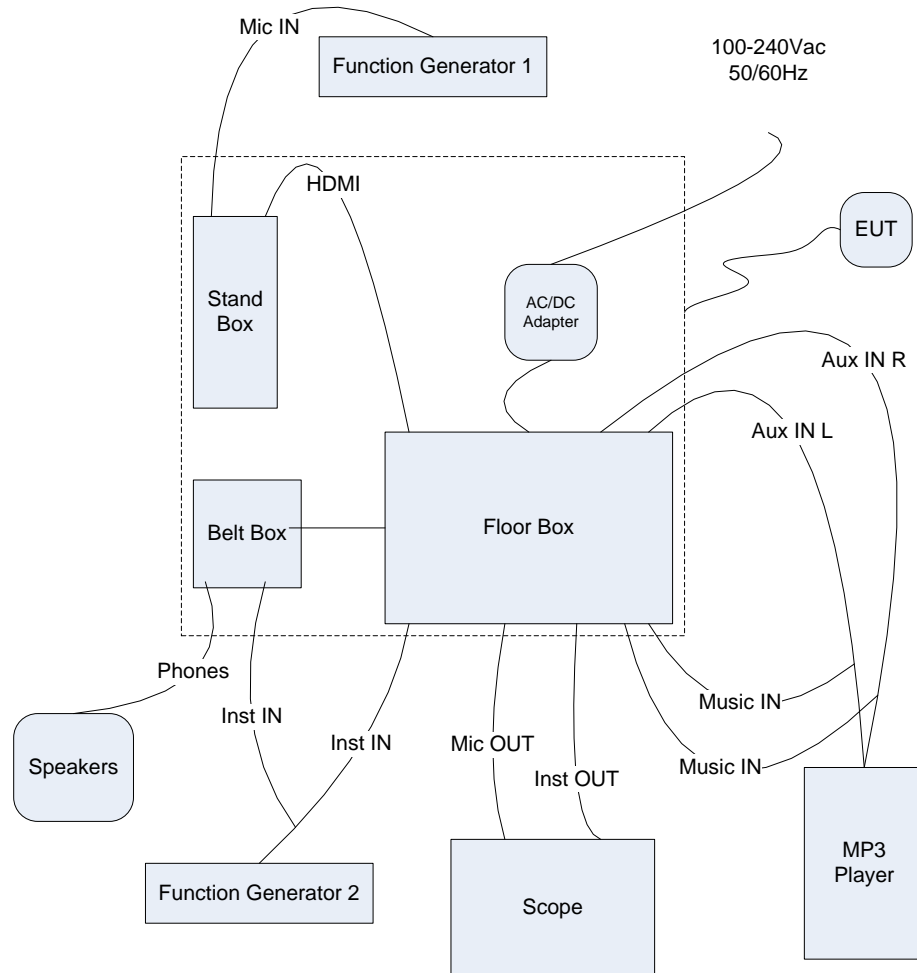 Mic IN
Function Generator 1
100-240Vac
50/60Hz
HDMI
EUT
Stand
Box
AC/DC
Adapter
Aux IN R
Aux IN L
Belt Box
Floor Box
Phones
Inst IN
Inst IN
Mic OUT
Inst OUT
Music IN
Music IN
Speakers
MP3
Player
Function Generator 2
Scope